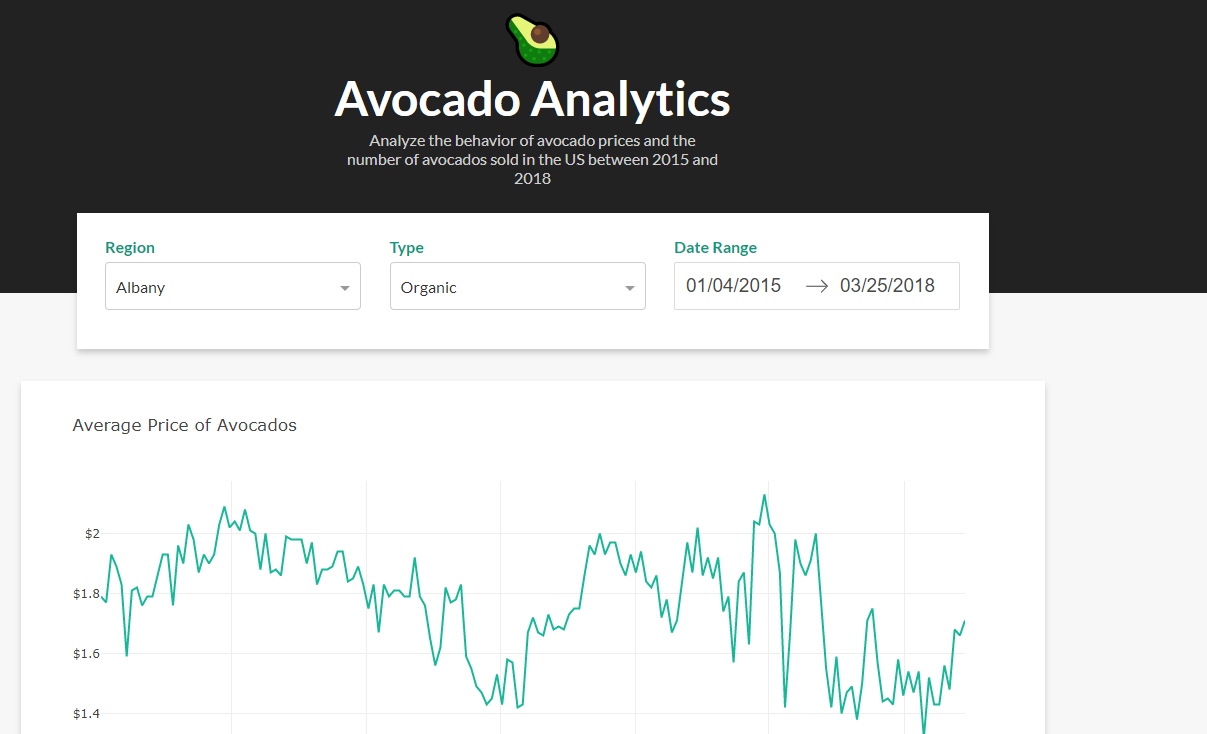 Avocado Analytics
Analyze the behavior of avocado prices and the
number of avocados sold in the US between 2015 and
2018
Region
Type
Date Range
Albany
Organic
01/04/2015 → 03/25/2018
Average Price of Avocados
$2
$1.8
$1.6
$1.4